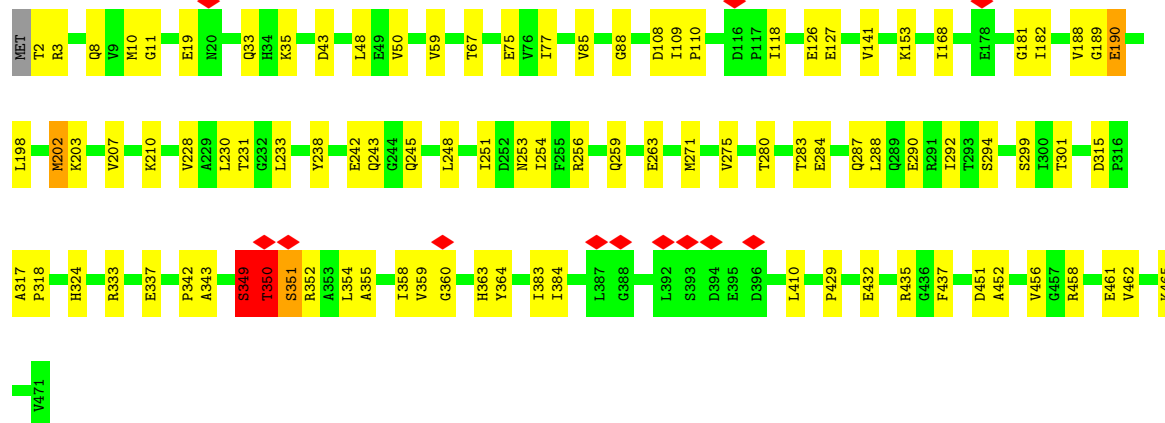 MET T2 R3 Q8 V9 M10 G11 E19 N20 Q33 H34 K35 D43 L48 E49 V50 V59 T67 E75 V76 I77 V85 G88 D108 I109 P110 D116 P117 I118 E126 E127 V141 K153 I168 E178 G181 I182 V188 G189 E190
L198 M202 K203 V207 K210 V228 A229 L230 T231 G232 L233 Y238 E242 Q243 G244 Q245 L248 I251 D252 N253 I254 F255 R256 Q259 E263 M271 V275 T280 T283 E284 Q287 L288 Q289 E290 R291 I292 T293 S294 S299 I300 T301 D315 P316
A317 P318 H324 R333 E337 P342 A343 S349 T350 S351 R352 A353 L354 A355 I358 V359 G360 H363 Y364 I383 I384 L387 G388 L392 S393 D394 E395 D396 L410 P429 E432 R435 G436 F437 D451 A452 V456 G457 R458 E461 V462 K465
V471